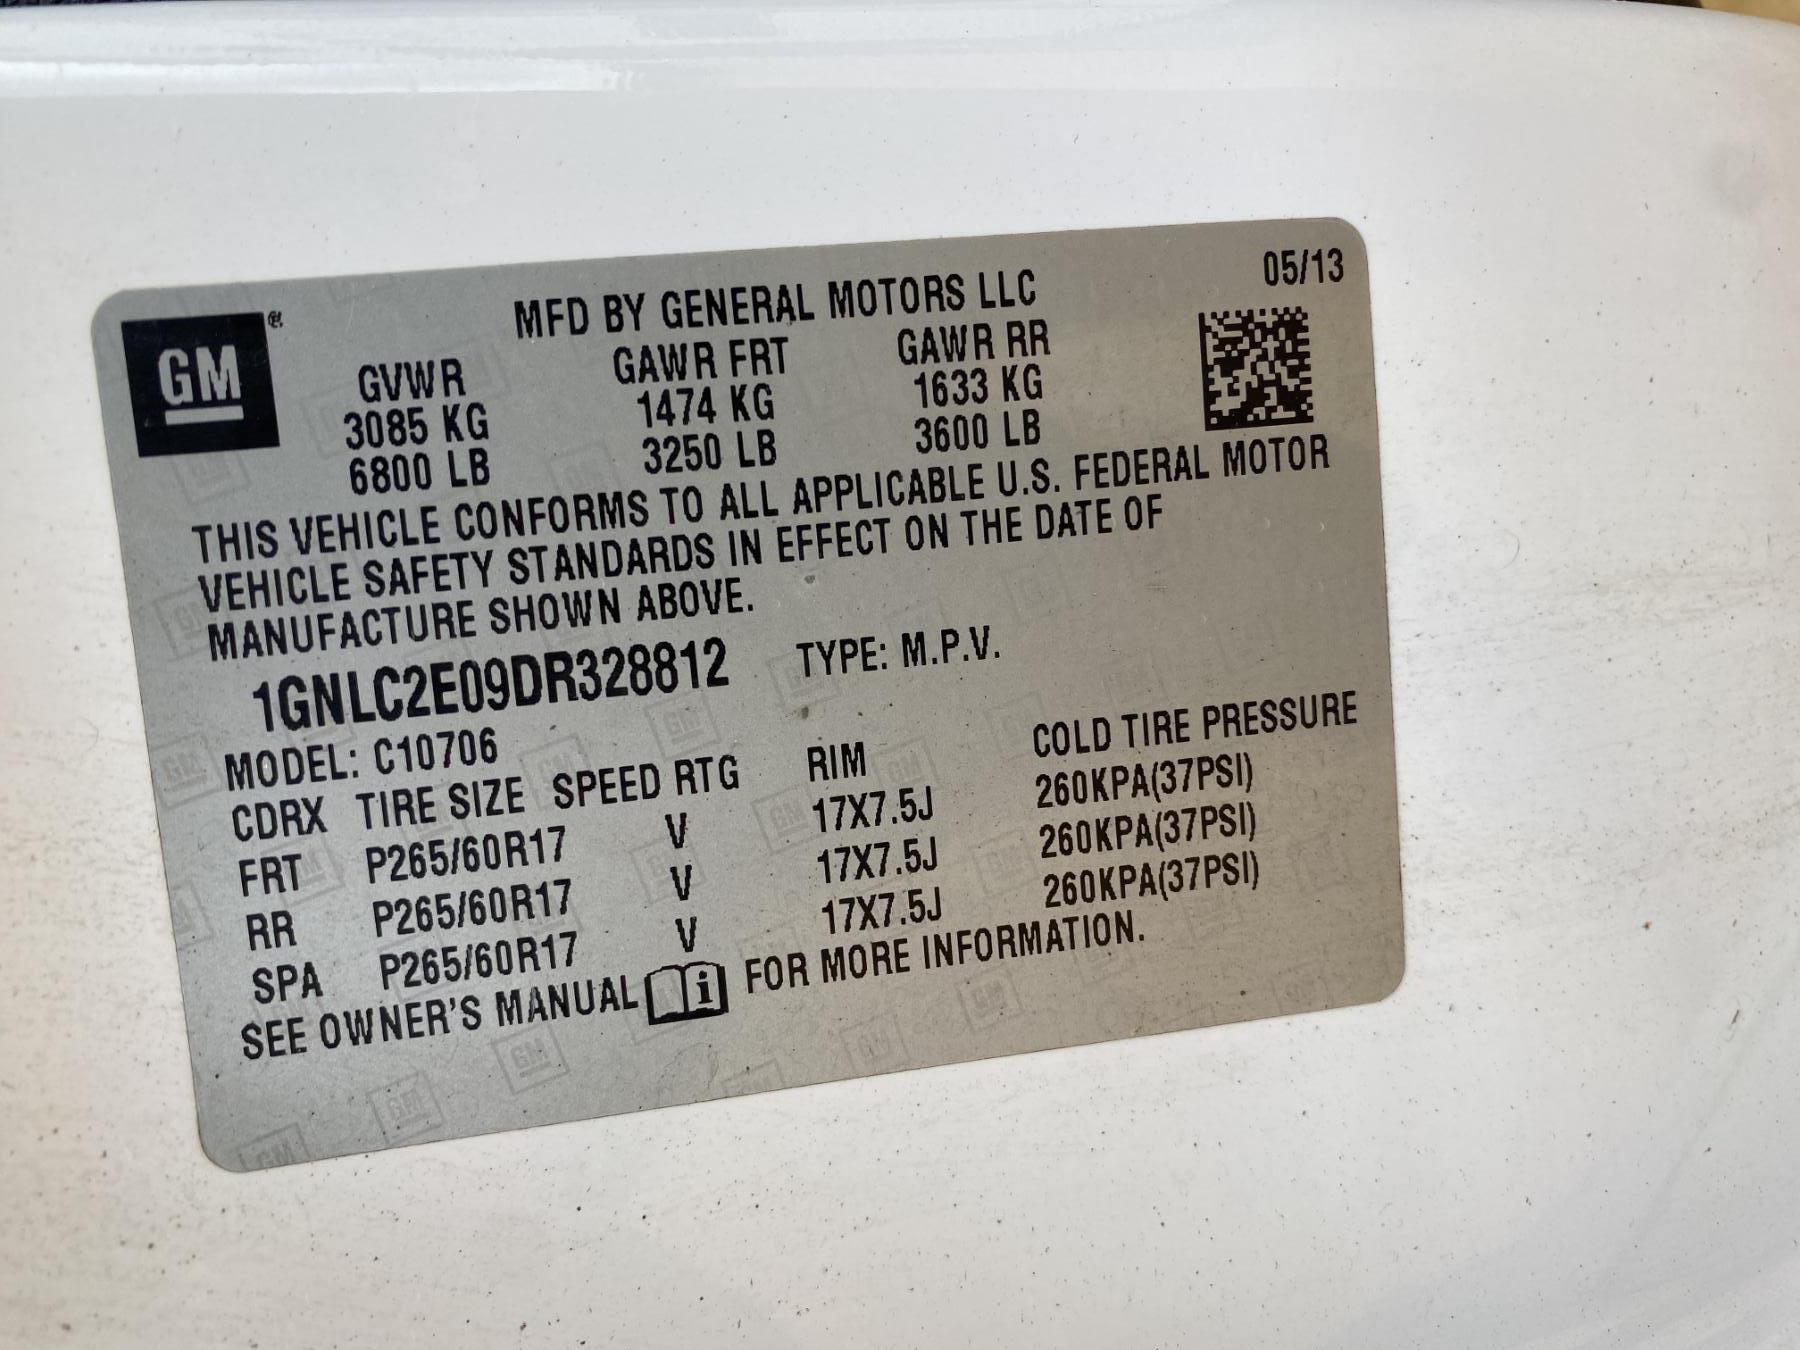 GM
05/13
MFD BY GENERAL MOTORS LLC
GVWR GAWR FRT GAWR RR
3085 KG 1474 KG 1633 KG
6800 LB 3250 LB 3600 LB
THIS VEHICLE CONFORMS TO ALL APPLICABLE U.S. FEDERAL MOTOR
VEHICLE SAFETY STANDARDS IN EFFECT ON THE DATE OF
MANUFACTURE SHOWN ABOVE.
1GNLC2E09DR328812 TYPE: M.P.V.
MODEL: C10706
CDRX TIRE SIZE SPEED RTG RIM COLD TIRE PRESSURE
FRT P265/60R17 V 17X7.5J 260KPA(37PSI)
RR P265/60R17 V 17X7.5J 260KPA(37PSI)
SPA P265/60R17 V 17X7.5J 260KPA(37PSI)
SEE OWNER'S MANUAL i FOR MORE INFORMATION.